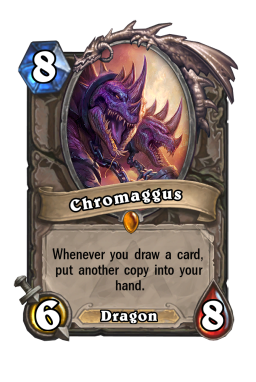 8
Chromaggus
Whenever you draw a card,
put another copy into your
hand.
6
Dragon
8